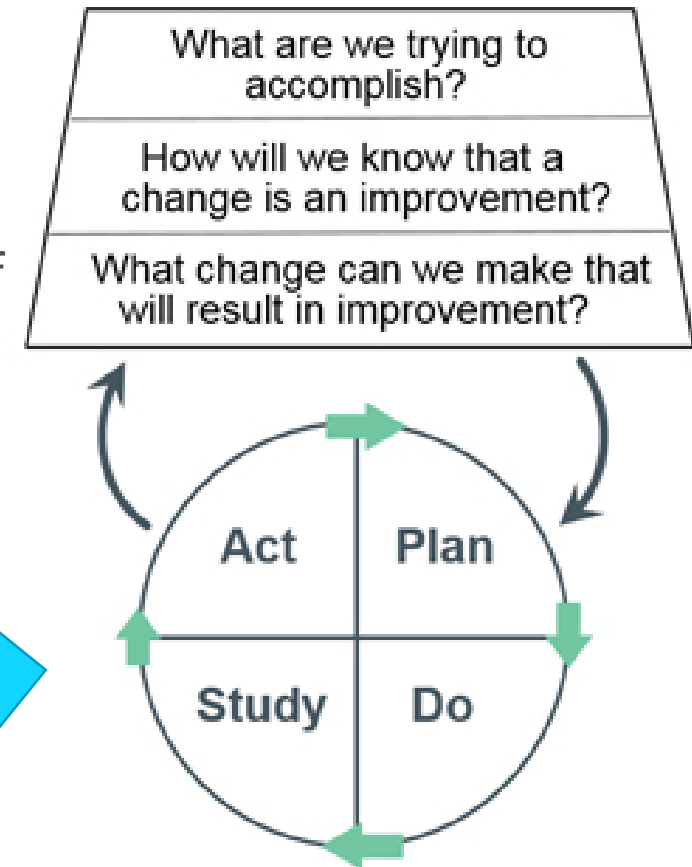 What are we trying to
accomplish?
How will we know that a
change is an improvement?
What change can we make that
will result in improvement?
Act
Plan
Study
Do